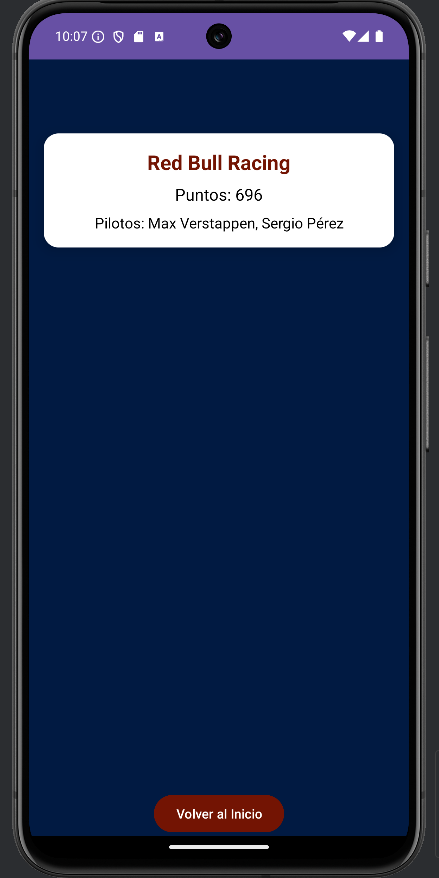 10:07
Red Bull Racing
Puntos: 696
Pilotos: Max Verstappen, Sergio Pérez
Volver al Inicio